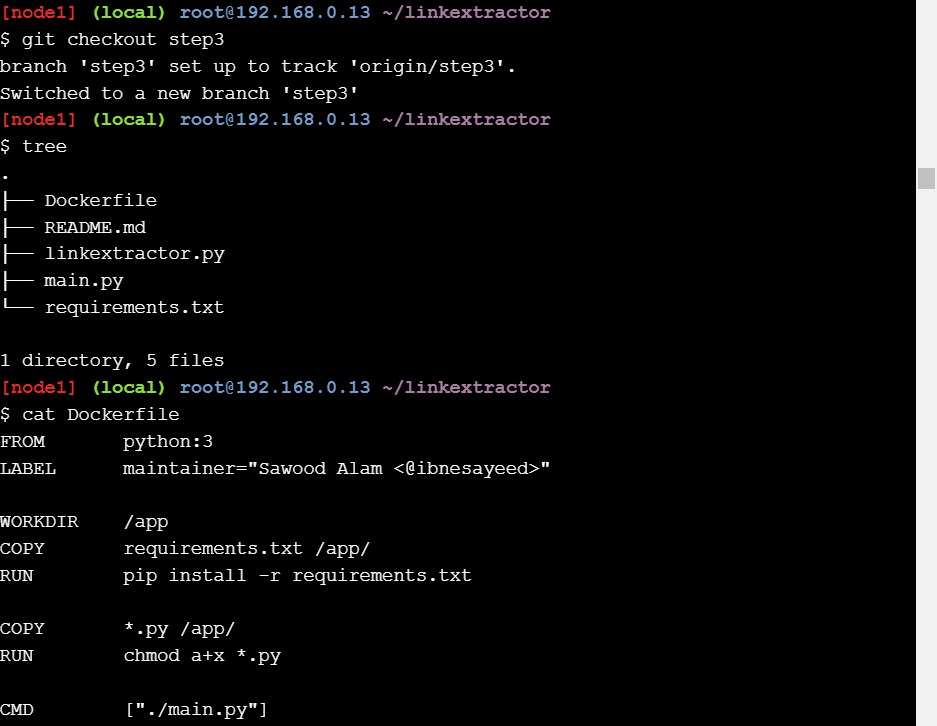 [node1] (local) root@192.168.0.13 ~/linkextractor
$ git checkout step3
branch 'step3' set up to track 'origin/step3'.
Switched to a new branch 'step3'
[node1] (local) root@192.168.0.13 ~/linkextractor
$ tree
.
├── Dockerfile
├── README.md
├── linkextractor.py
├── main.py
└── requirements.txt

1 directory, 5 files
[node1] (local) root@192.168.0.13 ~/linkextractor
$ cat Dockerfile
FROM       python:3
LABEL      maintainer="Sawood Alam <@ibnesayeed>"

WORKDIR    /app
COPY       requirements.txt /app/
RUN        pip install -r requirements.txt

COPY       *.py /app/
RUN        chmod a+x *.py

CMD        ["./main.py"]